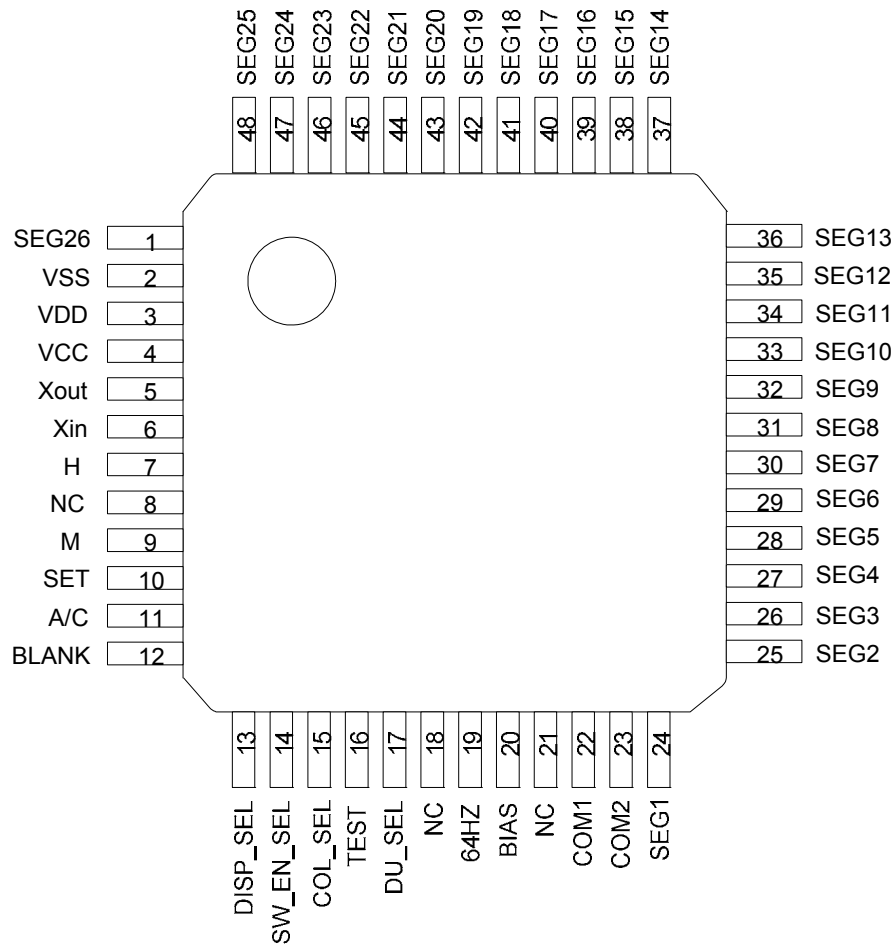 SEG25 SEG24 SEG23 SEG22 SEG21 SEG20 SEG19 SEG18 SEG17 SEG16 SEG15 SEG14
48 47 46 45 44 43 42 41 40 39 38 37
SEG26 1
VSS 2
VDD 3
VCC 4
Xout 5
Xin 6
H 7
NC 8
M 9
SET 10
A/C 11
BLANK 12
36 SEG13
35 SEG12
34 SEG11
33 SEG10
32 SEG9
31 SEG8
30 SEG7
29 SEG6
28 SEG5
27 SEG4
26 SEG3
25 SEG2
13 14 15 16 17 18 19 20 21 22 23 24
DISP_SEL SW_EN_SEL COL_SEL TEST DU_SEL NC 64HZ BIAS NC COM1 COM2 SEG1